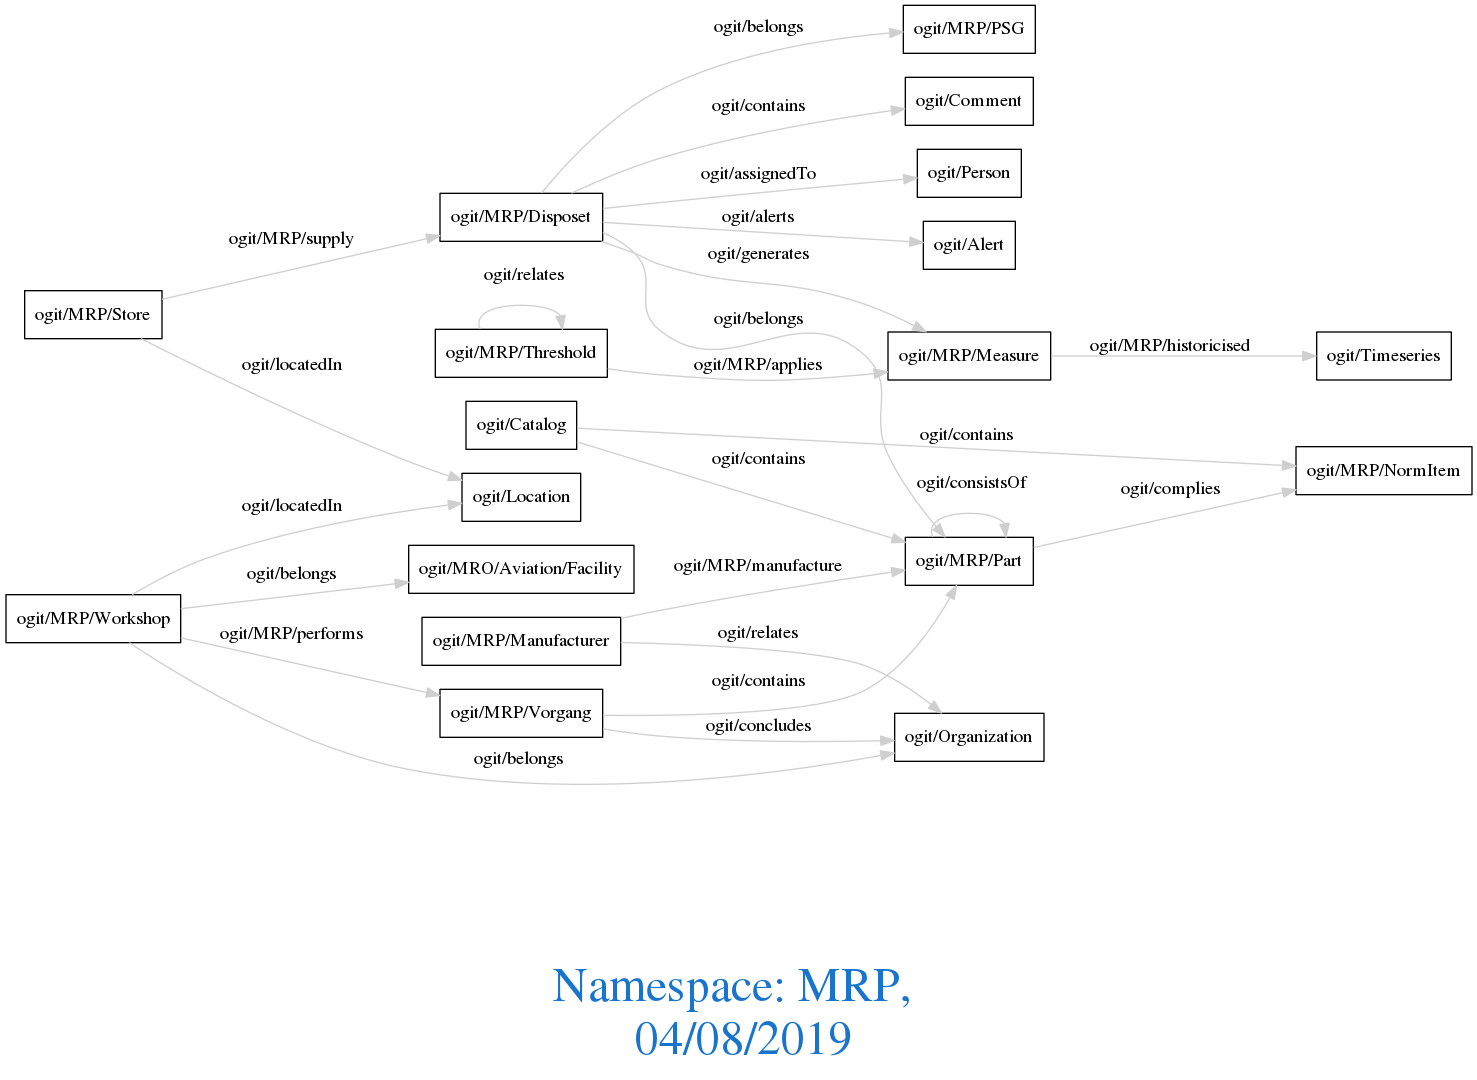 ogit/belongs
ogit/MRP/PSG
ogit/contains
ogit/Comment
ogit/assignedTo
ogit/Person
ogit/MRP/Disposet
ogit/alerts
ogit/MRP/supply
ogit/Alert
ogit/generates
ogit/relates
ogit/MRP/Store
ogit/belongs
ogit/MRP/Threshold
ogit/MRP/Measure
ogit/MRP/historicised
ogit/Timeseries
ogit/locatedIn
ogit/MRP/applies
ogit/Catalog
ogit/contains
ogit/contains
ogit/MRP/NormItem
ogit/consistsOf
ogit/complies
ogit/Location
ogit/locatedIn
ogit/MRP/Part
ogit/MRP/manufacture
ogit/MRO/Aviation/Facility
ogit/belongs
ogit/MRP/Workshop
ogit/MRP/performs
ogit/relates
ogit/MRP/Manufacturer
ogit/contains
ogit/MRP/Vorgang
ogit/concludes
ogit/Organization
ogit/belongs
Namespace: MRP,
04/08/2019